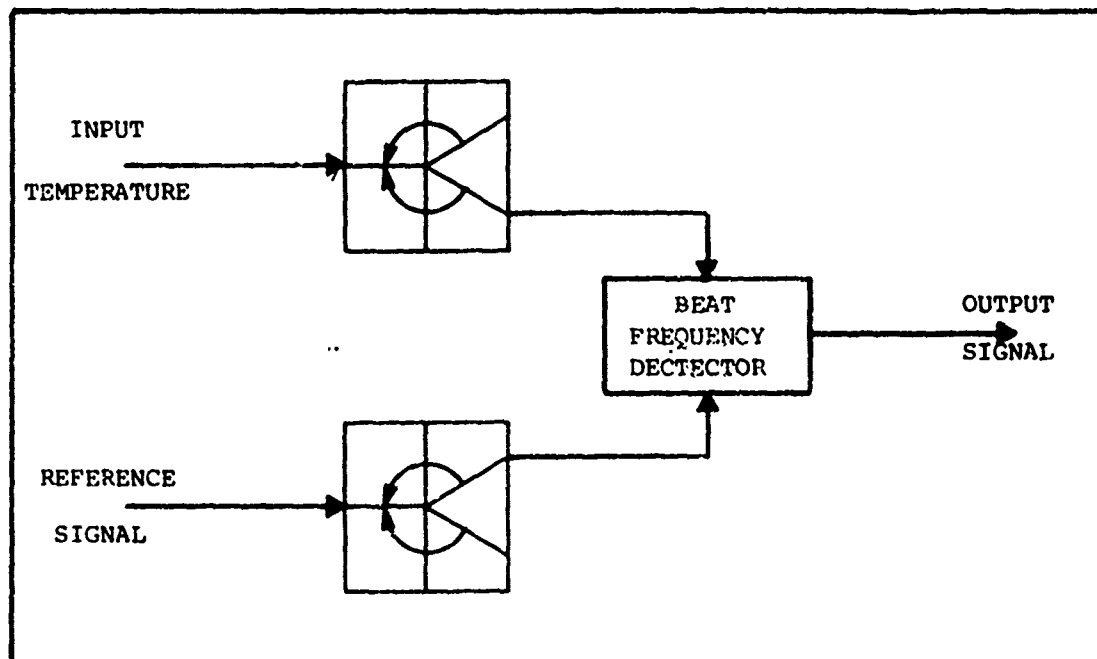 INPUT
TEMPERATURE
BEAT
FREQUENCY
DECTECTOR
OUTPUT
SIGNAL
REFERENCE
SIGNAL